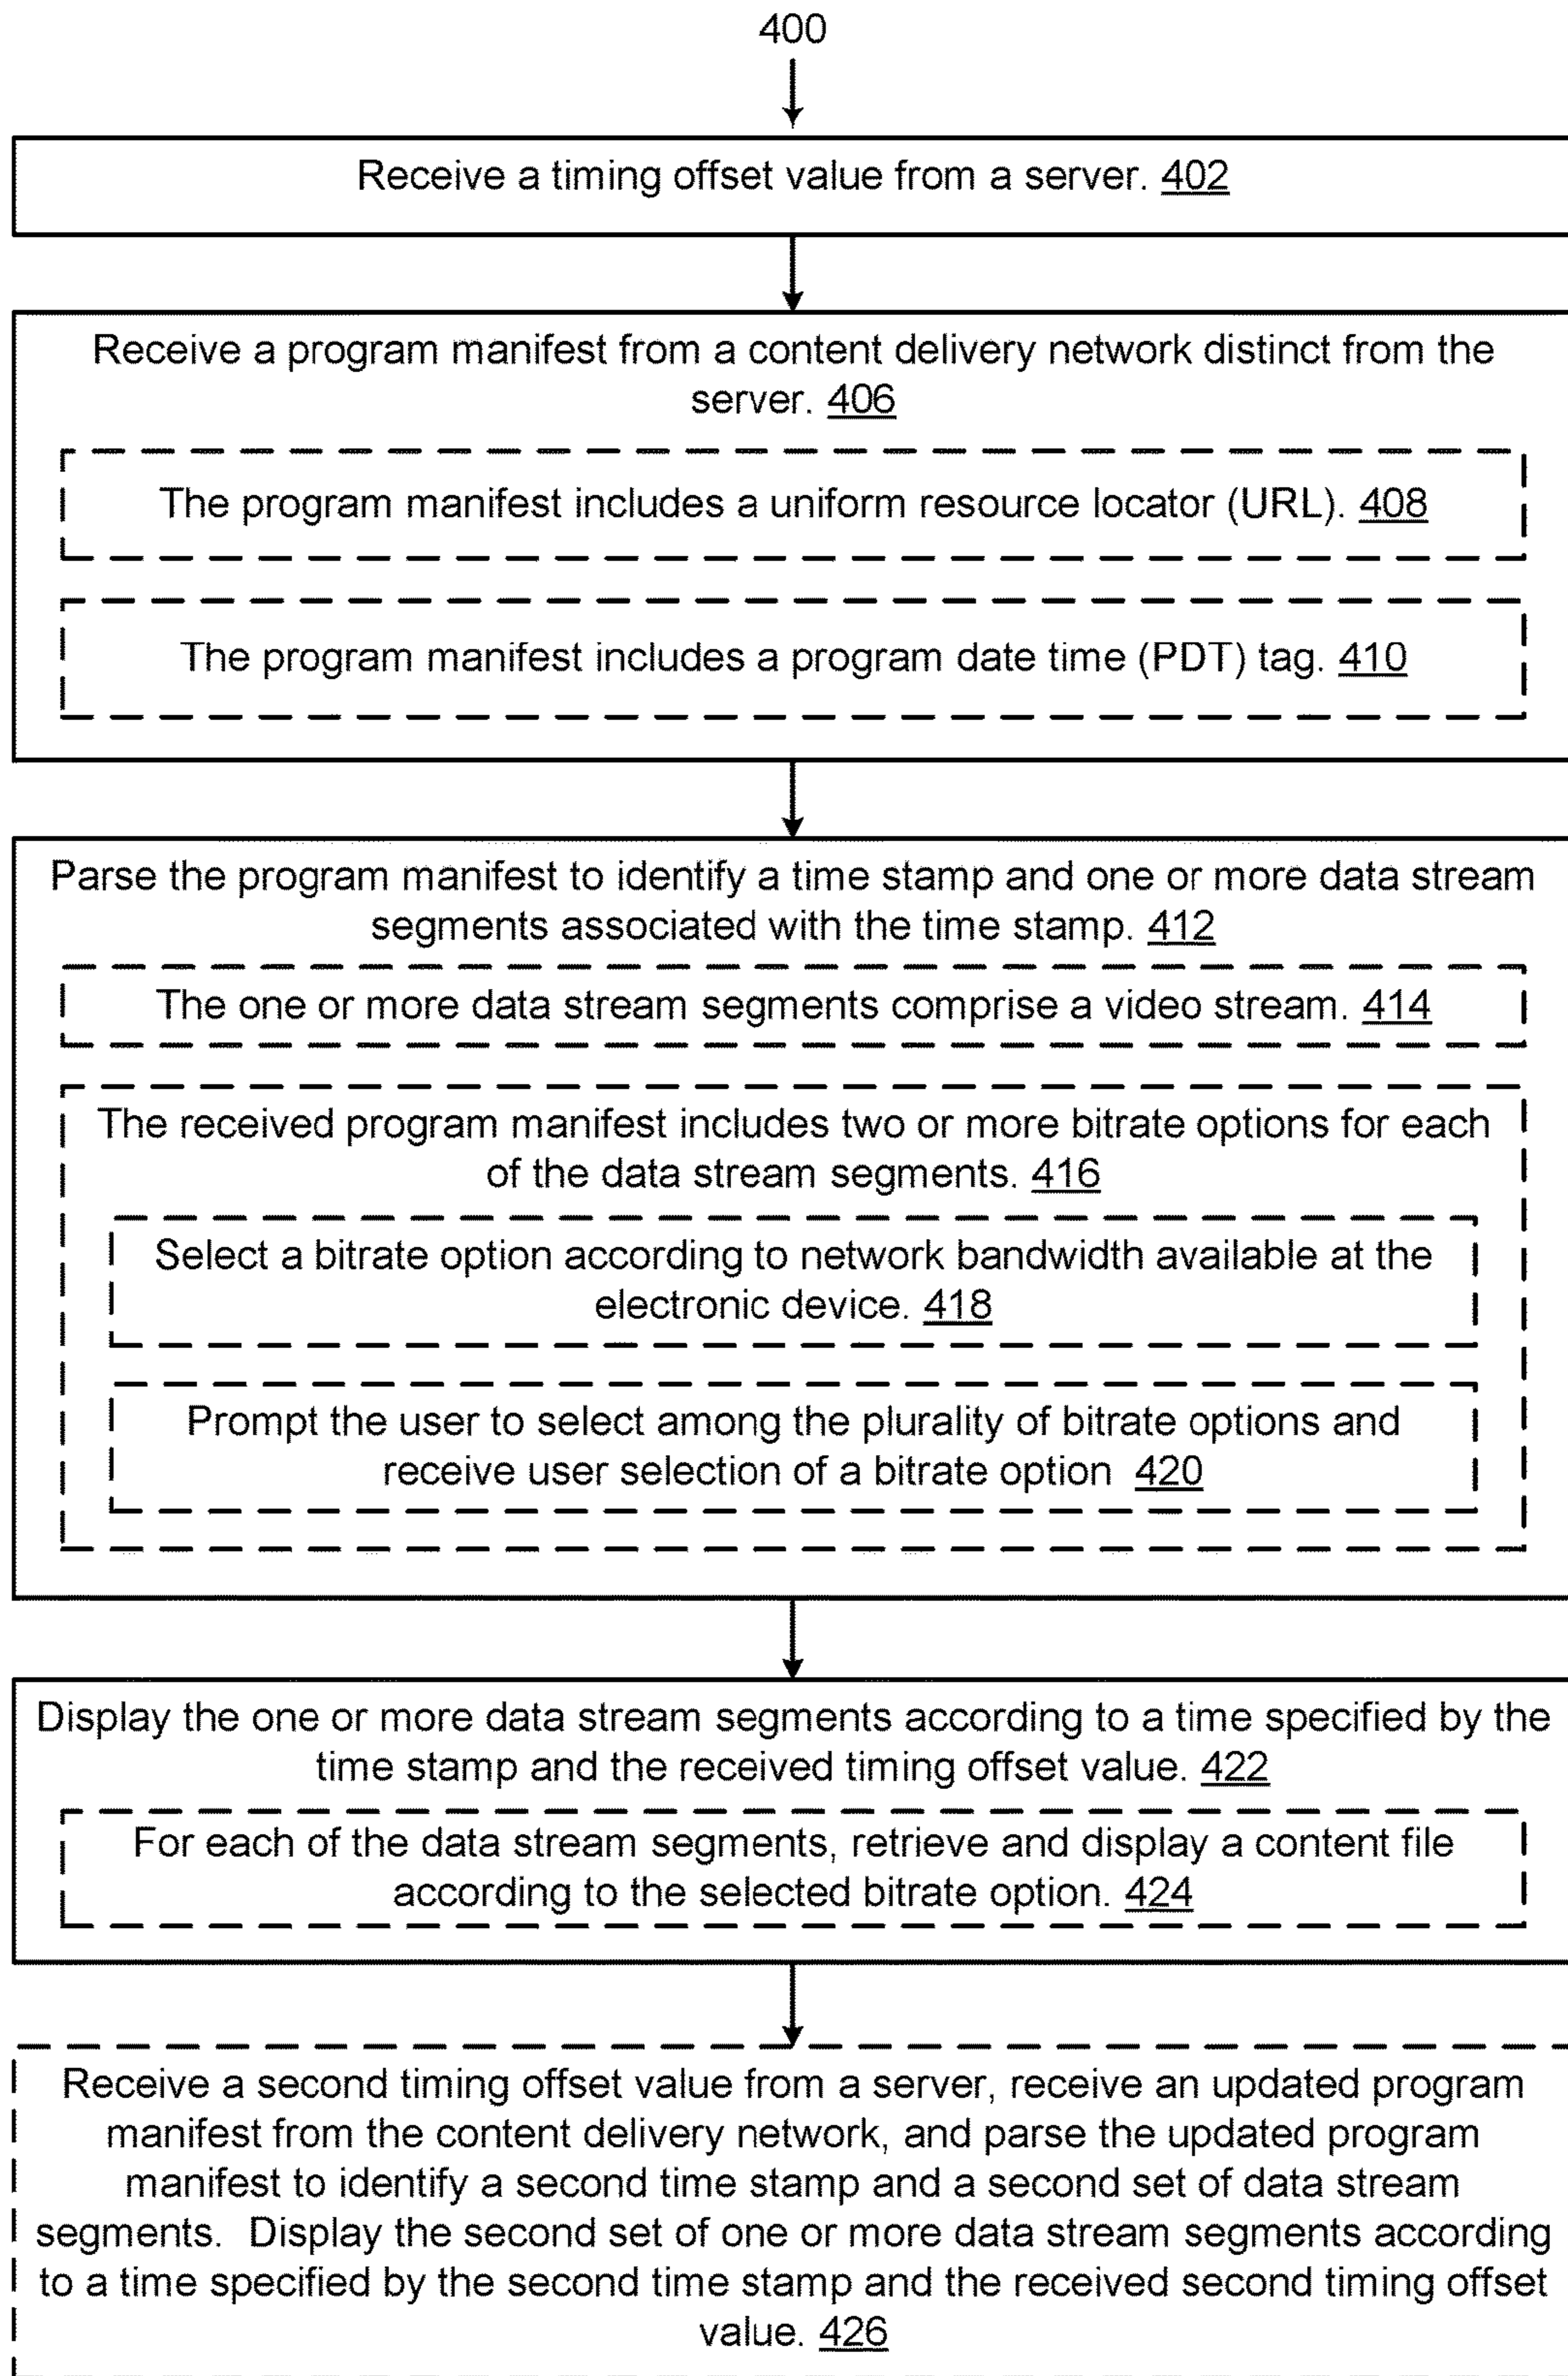 400
Receive a timing offset value from a server. 402
Receive a program manifest from a content delivery network distinct from the
server. 406
The program manifest includes a uniform resource locator (URL). 408
The program manifest includes a program date time (PDT) tag. 410
Parse the program manifest to identify a time stamp and one or more data stream
segments associated with the time stamp. 412
The one or more data stream segments comprise a video stream. 414
The received program manifest includes two or more bitrate options for each
of the data stream segments. 416
Select a bitrate option according to network bandwidth available at the
electronic device. 418
Prompt the user to select among the plurality of bitrate options and
receive user selection of a bitrate option 420
Display the one or more data stream segments according to a time specified by the
time stamp and the received timing offset value. 422
For each of the data stream segments, retrieve and display a content file
according to the selected bitrate option. 424
Receive a second timing offset value from a server, receive an updated program
manifest from the content delivery network, and parse the updated program
manifest to identify a second time stamp and a second set of data stream
segments. Display the second set of one or more data stream segments according
to a time specified by the second time stamp and the received second timing offset
value. 426